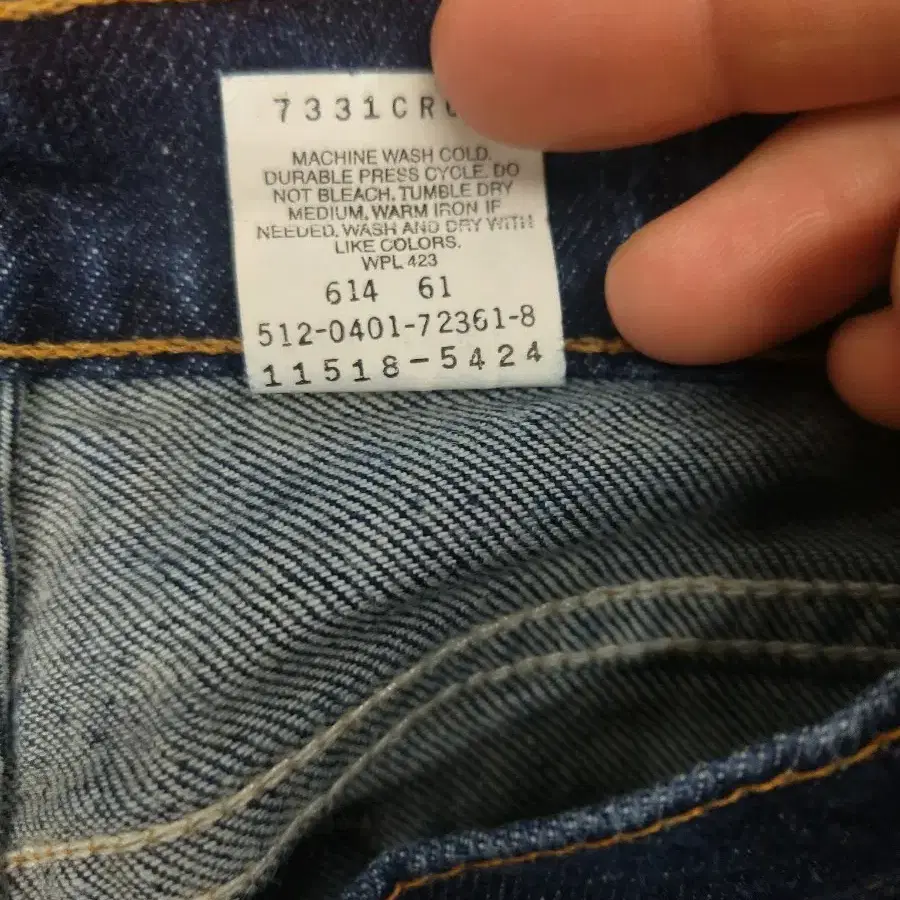 7331CR
MACHINE WASH COLD.
DURABLE PRESS CYCLE. DO
NOT BLEACH. TUMBLE DRY
MEDIUM, WARM IRON IF
NEEDED. WASH AND DRY WITH
LIKE COLORS.
WPL 423
614 61
512-0401-72361-8
11518-5424